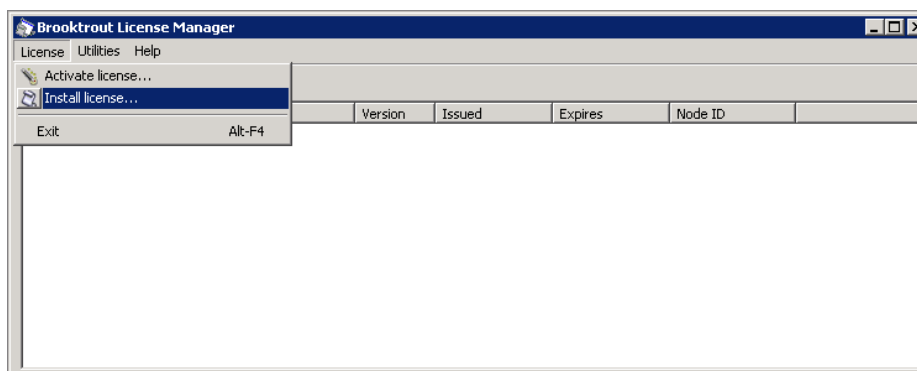 Brooktrout License Manager
License Utilities Help
Activate license...
Install license...
Version Issued Expires Node ID
Exit Alt-F4